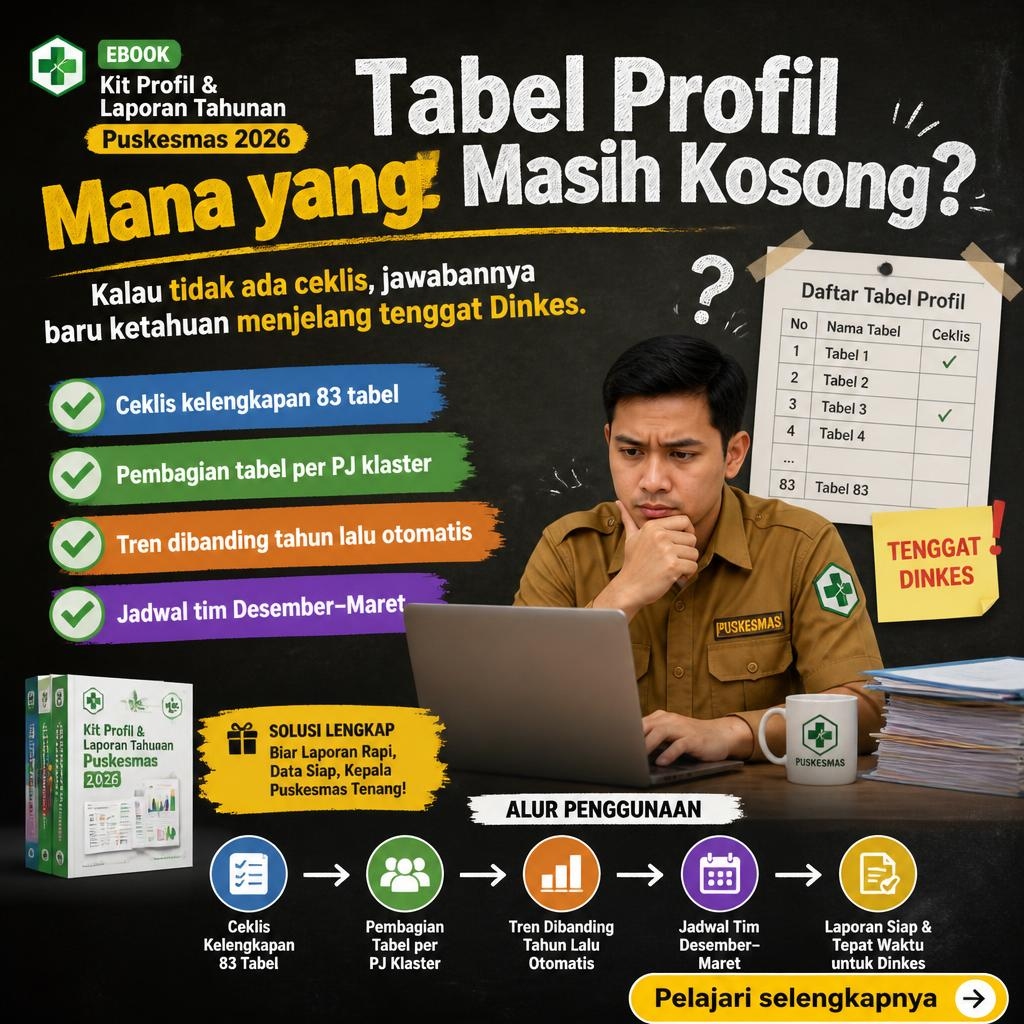 EBOOK
Kit Profil &
Laporan Tahunan
Puskesmas 2026
Tabel Profil
Mana yang Masih Kosong?
Kalau tidak ada ceklis, jawabannya
baru ketahuan menjelang tenggat Dinkes.
Ceklis kelengkapan 83 tabel
Pembagian tabel per PJ klaster
Tren dibanding tahun lalu otomatis
Jadwal tim Desember–Maret
?
Daftar Tabel Profil
No Nama Tabel Ceklis
1 Tabel 1 ✓
2 Tabel 2
3 Tabel 3 ✓
4 Tabel 4
...
83 Tabel 83
TENGGAT
DINKES
!
PUSKESMAS
PUSKESMAS
Kit Profil &
Laporan Tahunan
Puskesmas
2026
SOLUSI LENGKAP
Biar Laporan Rapi,
Data Siap, Kepala
Puskesmas Tenang!
ALUR PENGGUNAAN
Ceklis
Kelengkapan
83 Tabel
Pembagian
Tabel per
PJ Klaster
Tren Dibanding
Tahun Lalu
Otomatis
Jadwal Tim
Desember–
Maret
Laporan Siap &
Tepat Waktu
untuk Dinkes
Pelajari selengkapnya